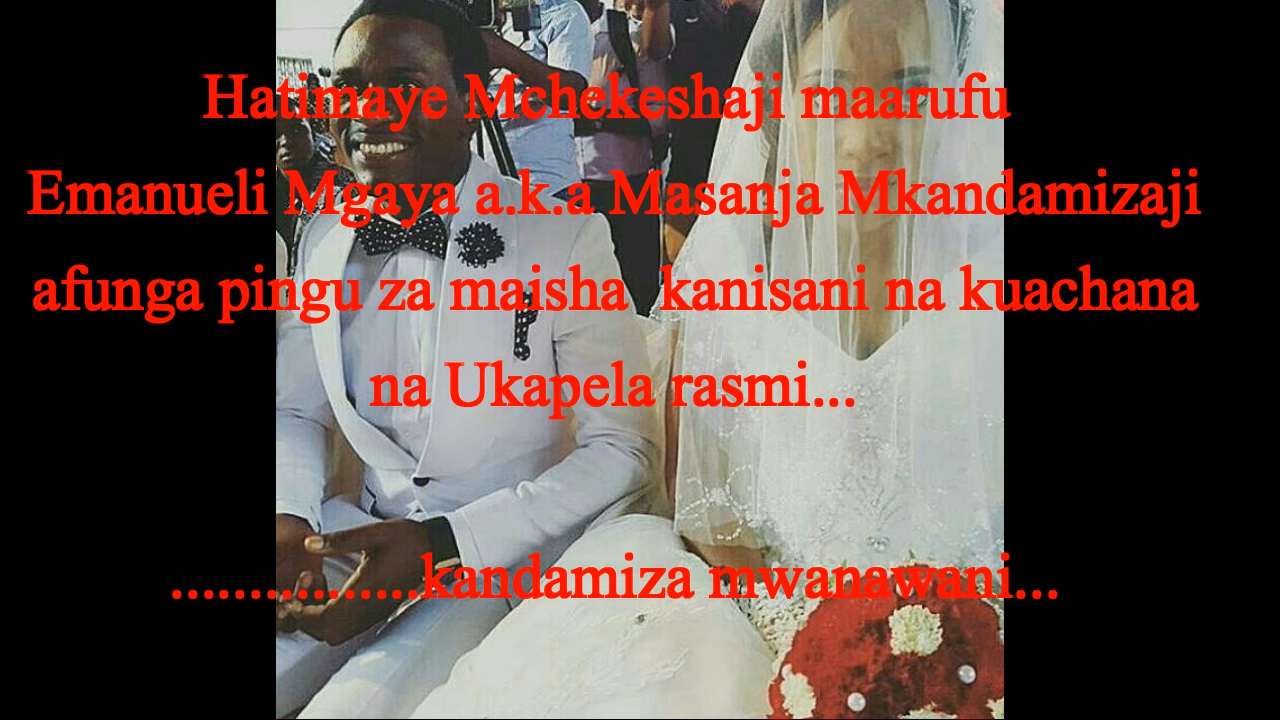 Hatimaye Mchekeshaji maarufu
Emanueli Mgaya a.k.a Masanja Mkandamizaji
afunga pingu za maisha kanisani na kuachana
na Ukapela rasmi...
................kandamiza mwanawani...